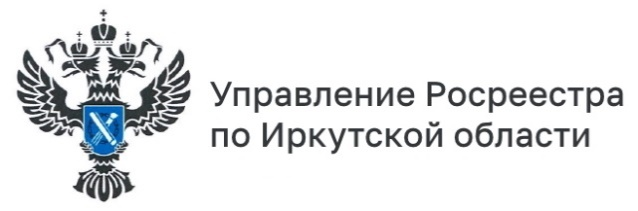 Управление Росреестра
по Иркутской области